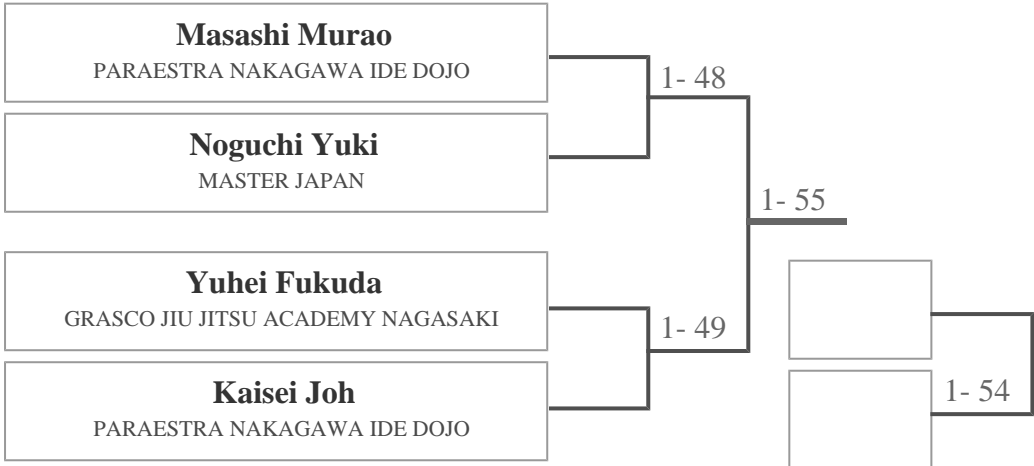 Masashi Murao
PARAESTRA NAKAGAWA IDE DOJO
1- 48
Noguchi Yuki
MASTER JAPAN
1- 55
Yuhei Fukuda
GRASCO JIU JITSU ACADEMY NAGASAKI
1- 49
Kaisei Joh
PARAESTRA NAKAGAWA IDE DOJO
1- 54